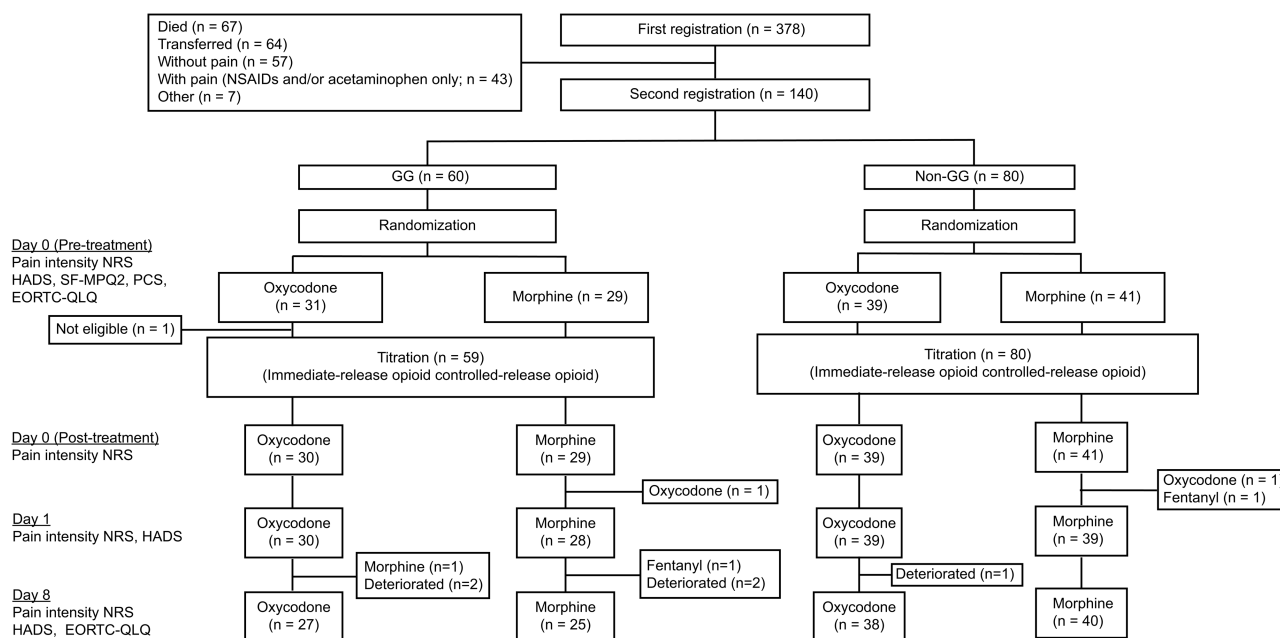 Died (n = 67)
Transferred (n = 64)
Without pain (n = 57)
With pain (NSAIDs and/or acetaminophen only; n = 43)
Other (n = 7)
First registration (n = 378)
Second registration (n = 140)
GG (n = 60)
Non-GG (n = 80)
Randomization
Randomization
Day 0 (Pre-treatment)
Pain intensity NRS
HADS, SF-MPQ2, PCS,
EORTC-QLQ
Oxycodone
(n = 31)
Morphine (n = 29)
Oxycodone
(n = 39)
Morphine (n = 41)
Not eligible (n = 1)
Titration (n = 59)
(Immediate-release opioid controlled-release opioid)
Titration (n = 80)
(Immediate-release opioid controlled-release opioid)
Day 0 (Post-treatment)
Pain intensity NRS
Oxycodone
(n = 30)
Morphine
(n = 29)
Oxycodone
(n = 39)
Morphine
(n = 41)
Oxycodone (n = 1)
Oxycodone (n = 1)
Fentanyl (n = 1)
Day 1
Pain intensity NRS, HADS
Oxycodone
(n = 30)
Morphine
(n = 28)
Oxycodone
(n = 39)
Morphine
(n = 39)
Morphine (n=1)
Deteriorated (n=2)
Fentanyl (n=1)
Deteriorated (n=2)
Deteriorated (n=1)
Day 8
Pain intensity NRS
HADS, EORTC-QLQ
Oxycodone
(n = 27)
Morphine
(n = 25)
Oxycodone
(n = 38)
Morphine
(n = 40)